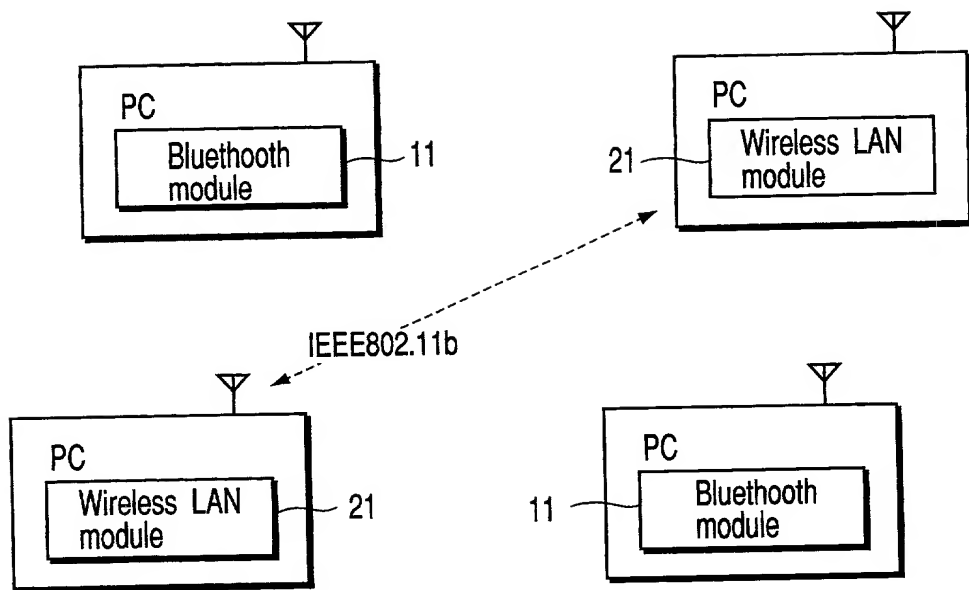 PC
Bluethooth
module
11
PC
Wireless LAN
module
21
IEEE802.11b
PC
Wireless LAN
module
21
PC
Bluethooth
module
11